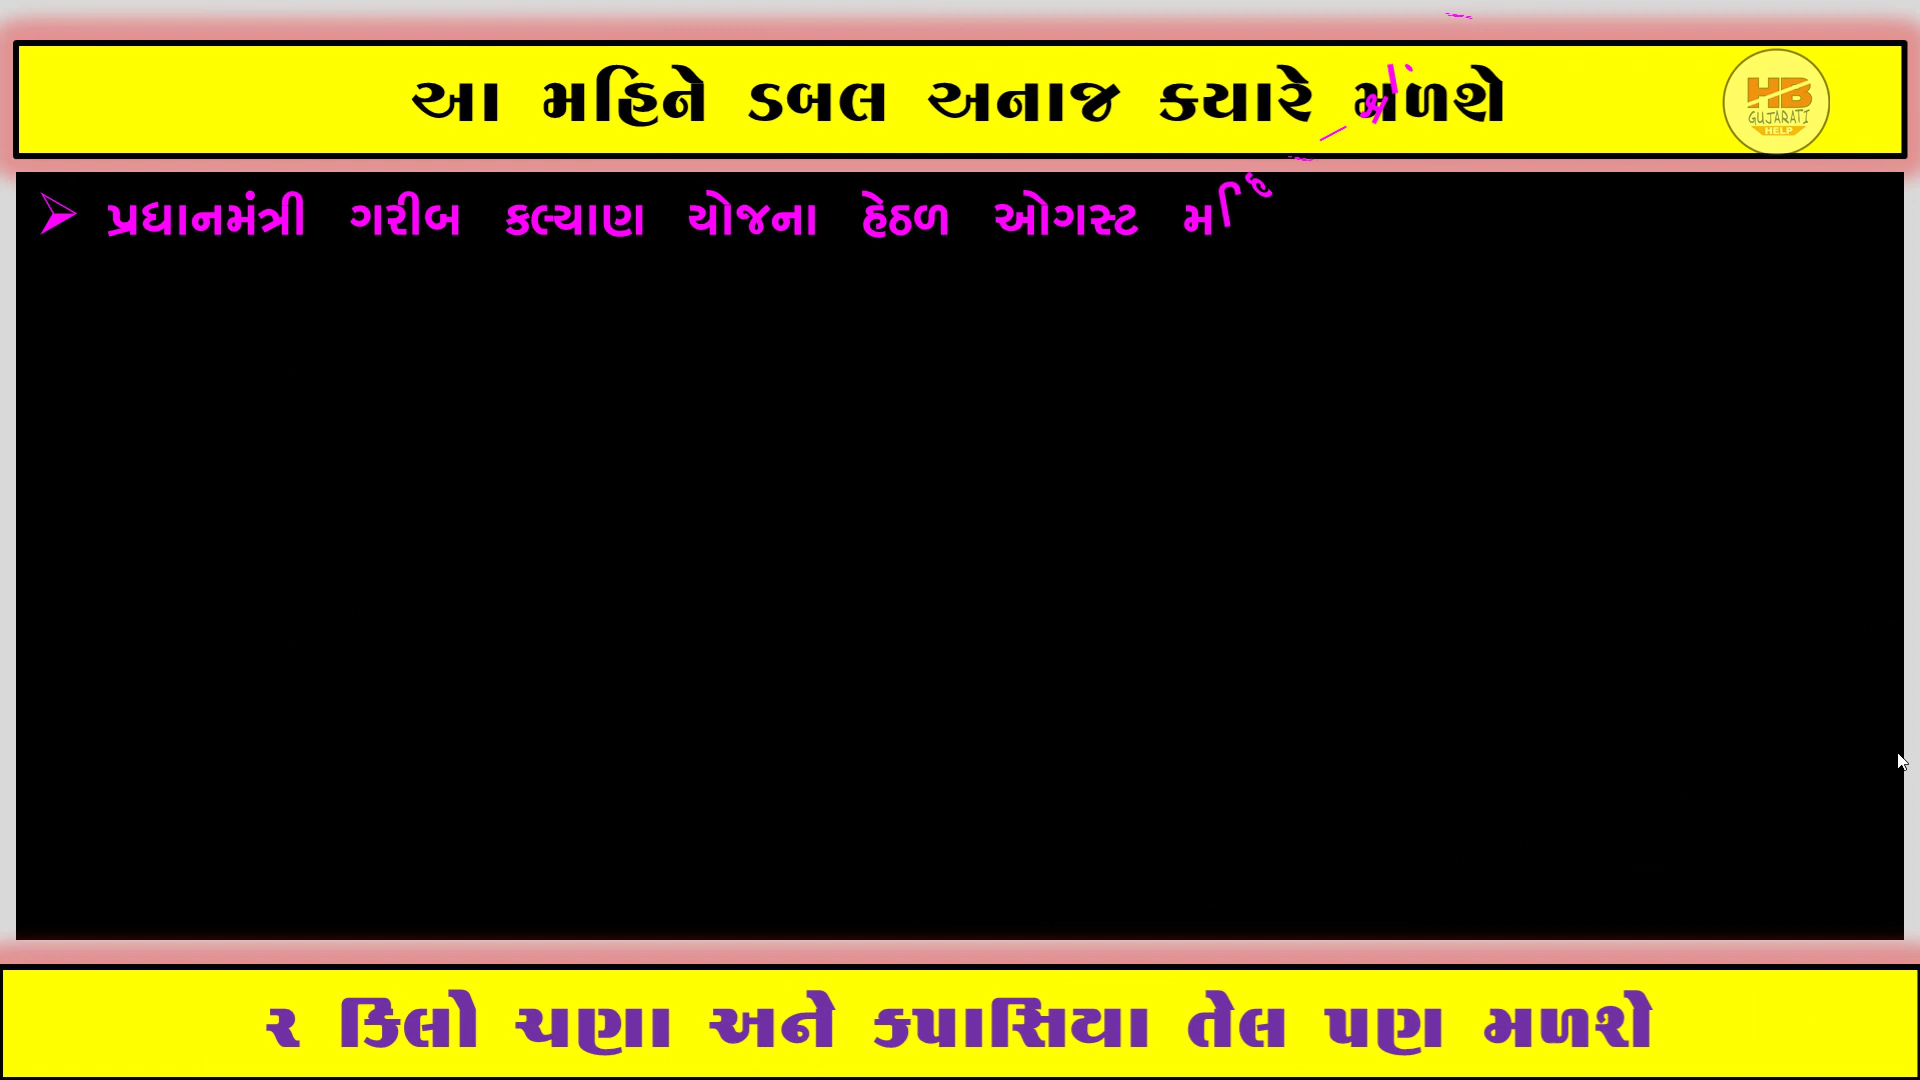 આ મહિને ડબલ અનાજ કયારે મળશે
HB
GUJARATI
HELP
➢ પ્રધાનમંત્રી ગરીબ કલ્યાણ યોજના હેઠળ ઓગસ્ટ
૨ કિલો ચણા અને કપાસિયા તેલ પણ મળશે